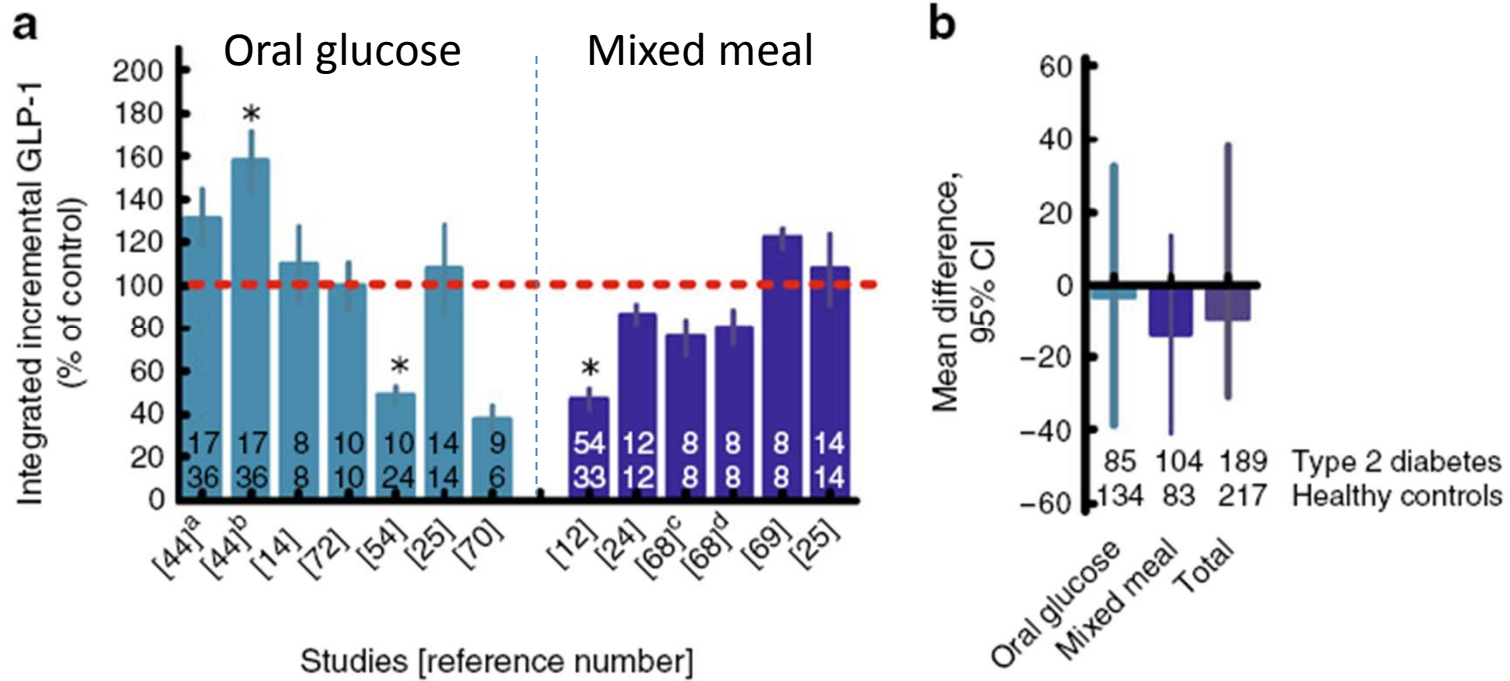 a
Oral glucose
Mixed meal
Integrated incremental GLP-1
(% of control)
200
180
160
140
120
100
80
60
40
20
0
*
*
*
17 17 8 10 10 14 9
36 36 8 10 24 14 6
54 12 8 8 8 14
33 12 8 8 8 14
[44]a
[44]b
[14]
[72]
[54]
[25]
[70]
[12]
[24]
[68]c
[68]d
[69]
[25]
Studies [reference number]
b
Mean difference,
95% CI
60
40
20
0
−20
−40
−60
85 104 189 Type 2 diabetes
134 83 217 Healthy controls
Oral glucose
Mixed meal
Total